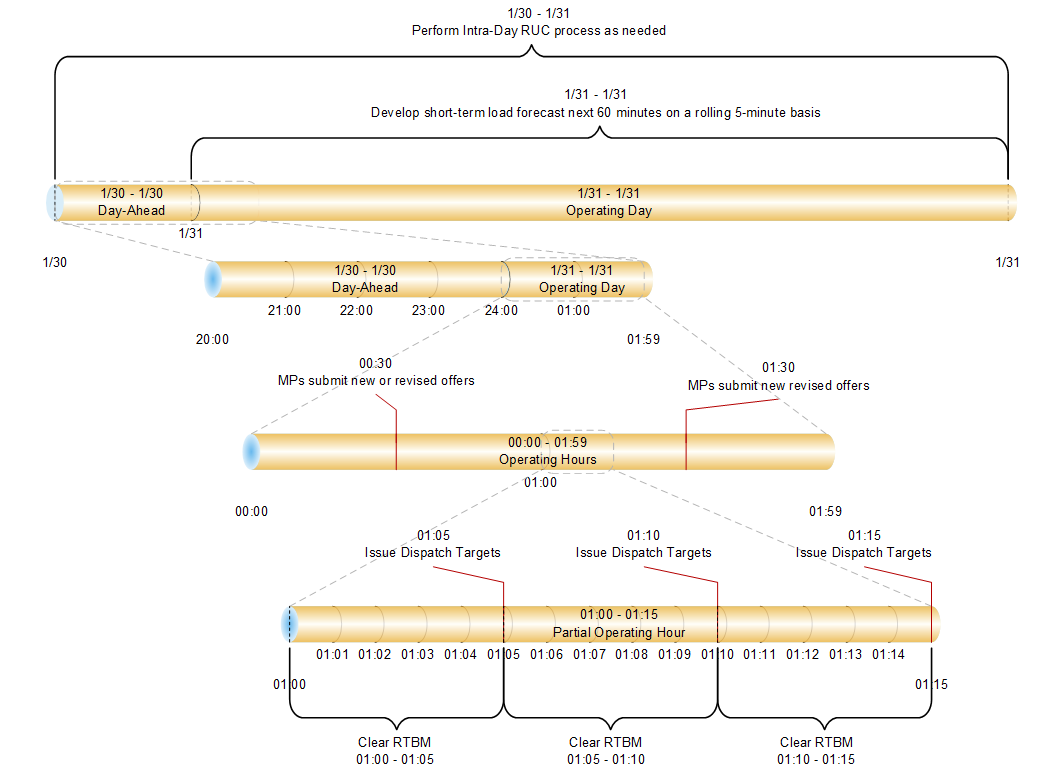 1/30 - 1/31
Perform Intra-Day RUC process as needed
1/31 - 1/31
Develop short-term load forecast next 60 minutes on a rolling 5-minute basis
1/30 - 1/30
Day-Ahead
1/31 - 1/31
Operating Day
1/31
1/30
1/31
1/30 - 1/30
Day-Ahead
1/31 - 1/31
Operating Day
21:00 22:00 23:00 24:00 01:00
20:00
01:59
00:30
MPs submit new or revised offers
01:30
MPs submit new revised offers
00:00 - 01:59
Operating Hours
01:00
00:00
01:59
01:05
Issue Dispatch Targets
01:10
Issue Dispatch Targets
01:15
Issue Dispatch Targets
01:00 - 01:15
Partial Operating Hour
01:01 01:02 01:03 01:04 01:05 01:06 01:07 01:08 01:09 01:10 01:11 01:12 01:13 01:14
01:00
01:15
Clear RTBM
01:00 - 01:05
Clear RTBM
01:05 - 01:10
Clear RTBM
01:10 - 01:15